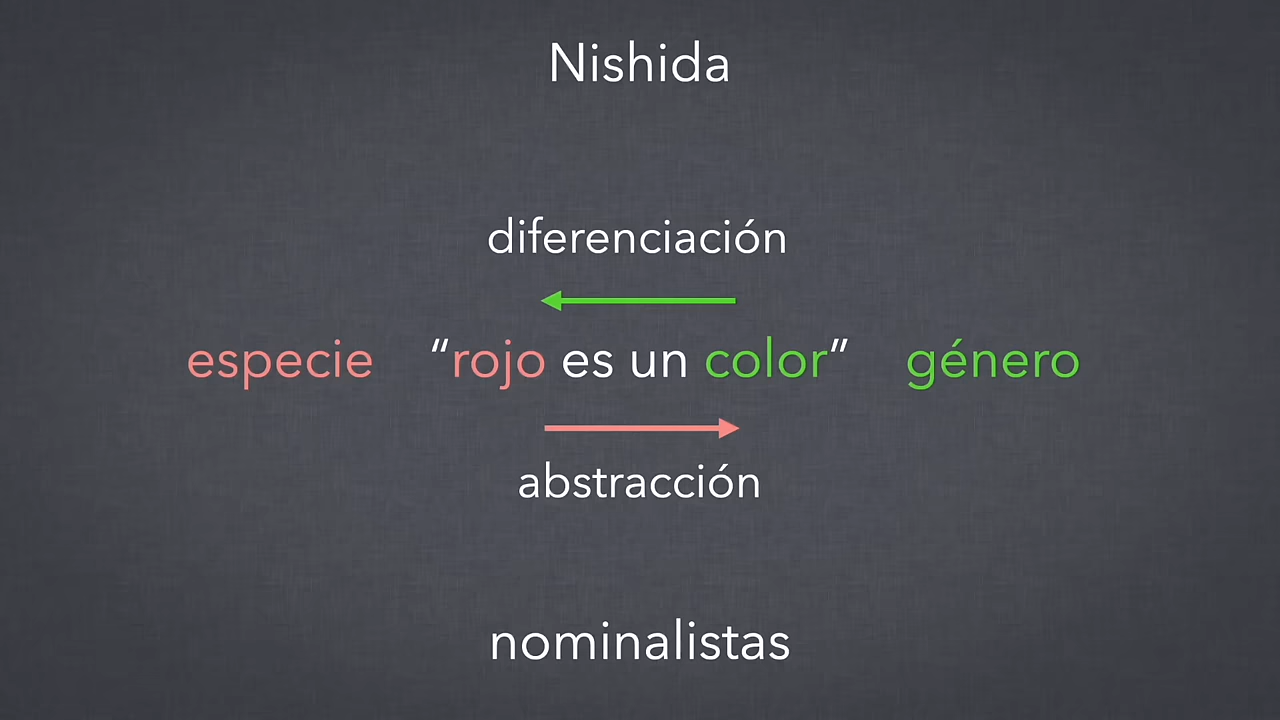 Nishida
diferenciación
especie “rojo es un color” género
abstracción
nominalistas